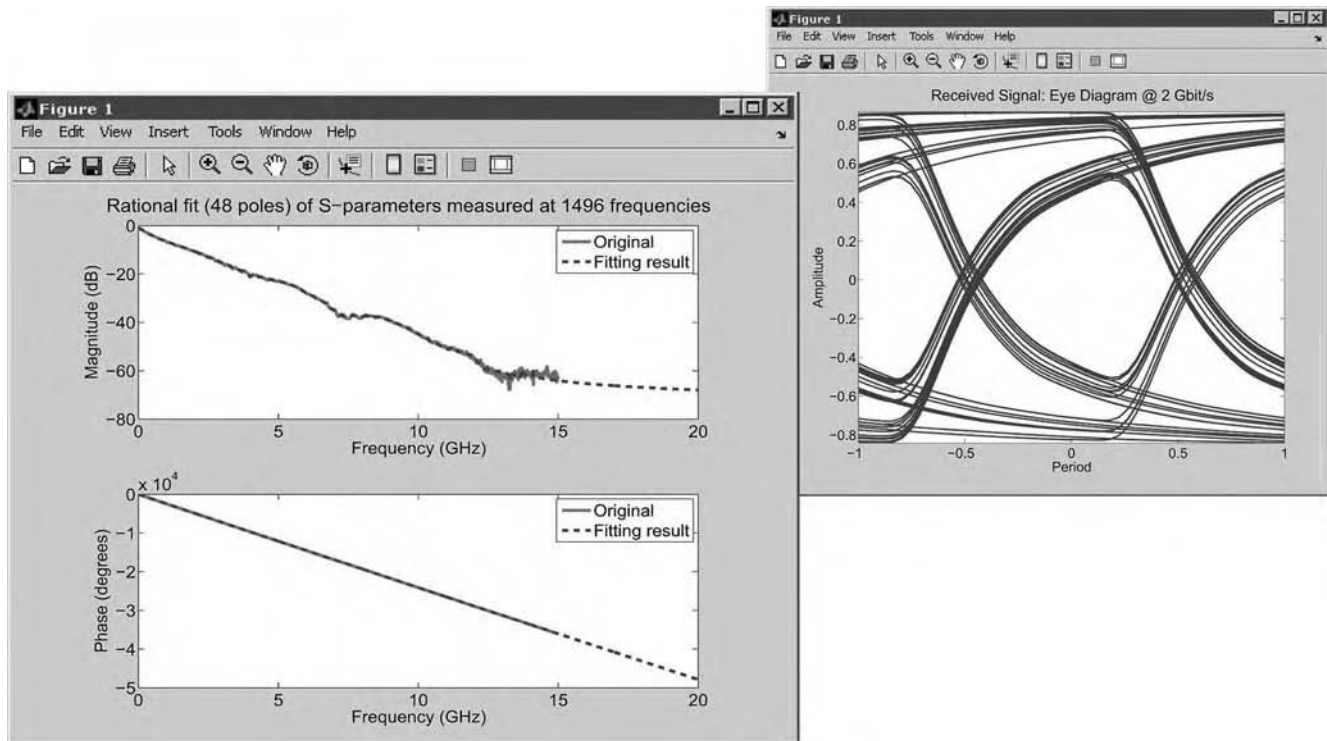 Figure 1
File Edit View Insert Tools Window Help
Rational fit (48 poles) of S-parameters measured at 1496 frequencies
0
−20
−40
−60
−80
Magnitude (dB)
Original
Fitting result
0 5 10 15 20
Frequency (GHz)
x 10^4
0
−1
−2
−3
−4
−5
Phase (degrees)
Original
Fitting result
0 5 10 15 20
Frequency (GHz)
Figure 1
File Edit View Insert Tools Window Help
Received Signal: Eye Diagram @ 2 Gbit/s
0.8
0.6
0.4
0.2
0
−0.2
−0.4
−0.6
−0.8
Amplitude
−1 −0.5 0 0.5 1
Period